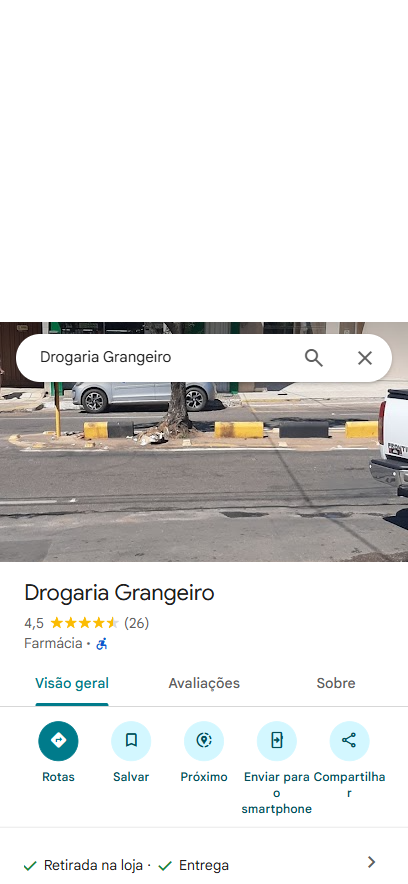 Drogaria Grangeiro
FRONTI
Drogaria Grangeiro
4,5 (26)
Farmácia ·
Visão geral Avaliações Sobre
Rotas Salvar Próximo Enviar para o smartphone Compartilhar
Retirada na loja · Entrega